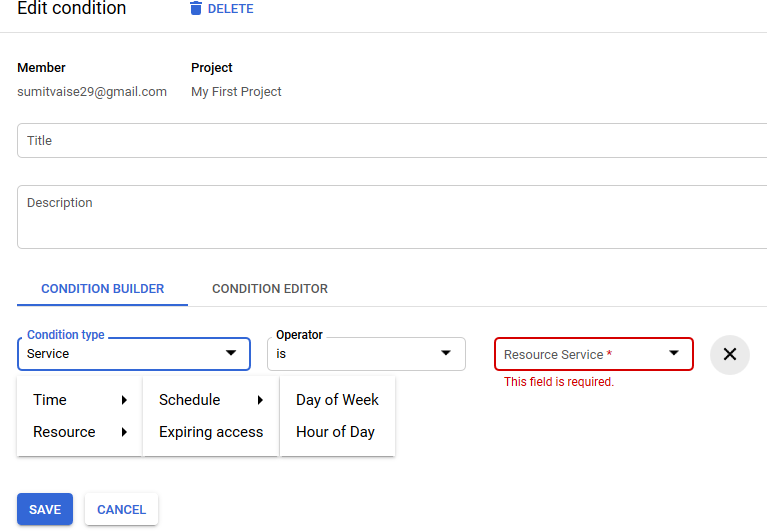 Edit condition DELETE
Member Project
sumitvaise29@gmail.com My First Project
Title
Description
CONDITION BUILDER CONDITION EDITOR
Condition type Operator
Service is Resource Service *
This field is required.
Time Schedule Day of Week
Resource Expiring access Hour of Day
SAVE CANCEL